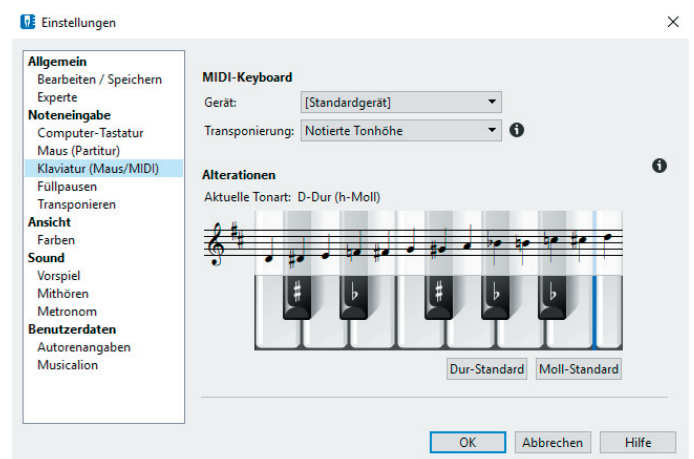 Einstellungen
Allgemein
Bearbeiten / Speichern
Experte
Noteneingabe
Computer-Tastatur
Maus (Partitur)
Klaviatur (Maus/MIDI)
Füllpausen
Transponieren
Ansicht
Farben
Sound
Vorspiel
Mithören
Metronom
Benutzerdaten
Autorenangaben
Musicalion
MIDI-Keyboard
Gerät: [Standardgerät]
Transponierung: Notierte Tonhöhe
Alterationen
Aktuelle Tonart: D-Dur (h-Moll)
Dur-Standard Moll-Standard
OK Abbrechen Hilfe